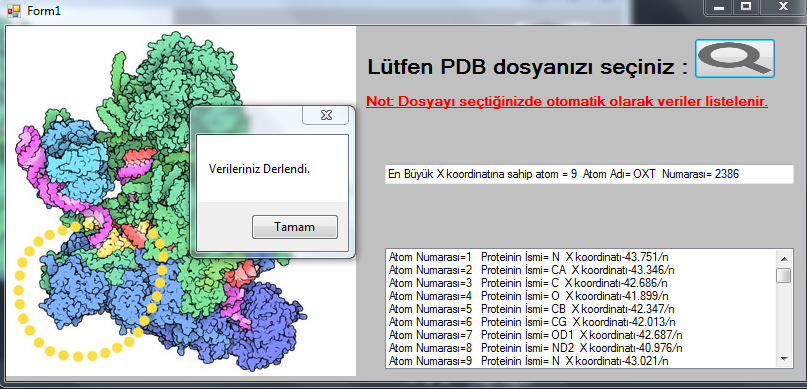 Form1
Lütfen PDB dosyanızı seçiniz :
Not: Dosyayı seçtiğinizde otomatik olarak veriler listelenir.
Verileriniz Derlendi.
Tamam
En Büyük X koordinatına sahip atom = 9 Atom Adı= OXT Numarası= 2386
Atom Numarası=1 Proteinin İsmi= N X koordinatı-43.751/n
Atom Numarası=2 Proteinin İsmi= CA X koordinatı-43.346/n
Atom Numarası=3 Proteinin İsmi= C X koordinatı-42.686/n
Atom Numarası=4 Proteinin İsmi= O X koordinatı-41.899/n
Atom Numarası=5 Proteinin İsmi= CB X koordinatı-42.347/n
Atom Numarası=6 Proteinin İsmi= CG X koordinatı-42.013/n
Atom Numarası=7 Proteinin İsmi= OD1 X koordinatı-42.687/n
Atom Numarası=8 Proteinin İsmi= ND2 X koordinatı-40.976/n
Atom Numarası=9 Proteinin İsmi= N X koordinatı-43.021/n